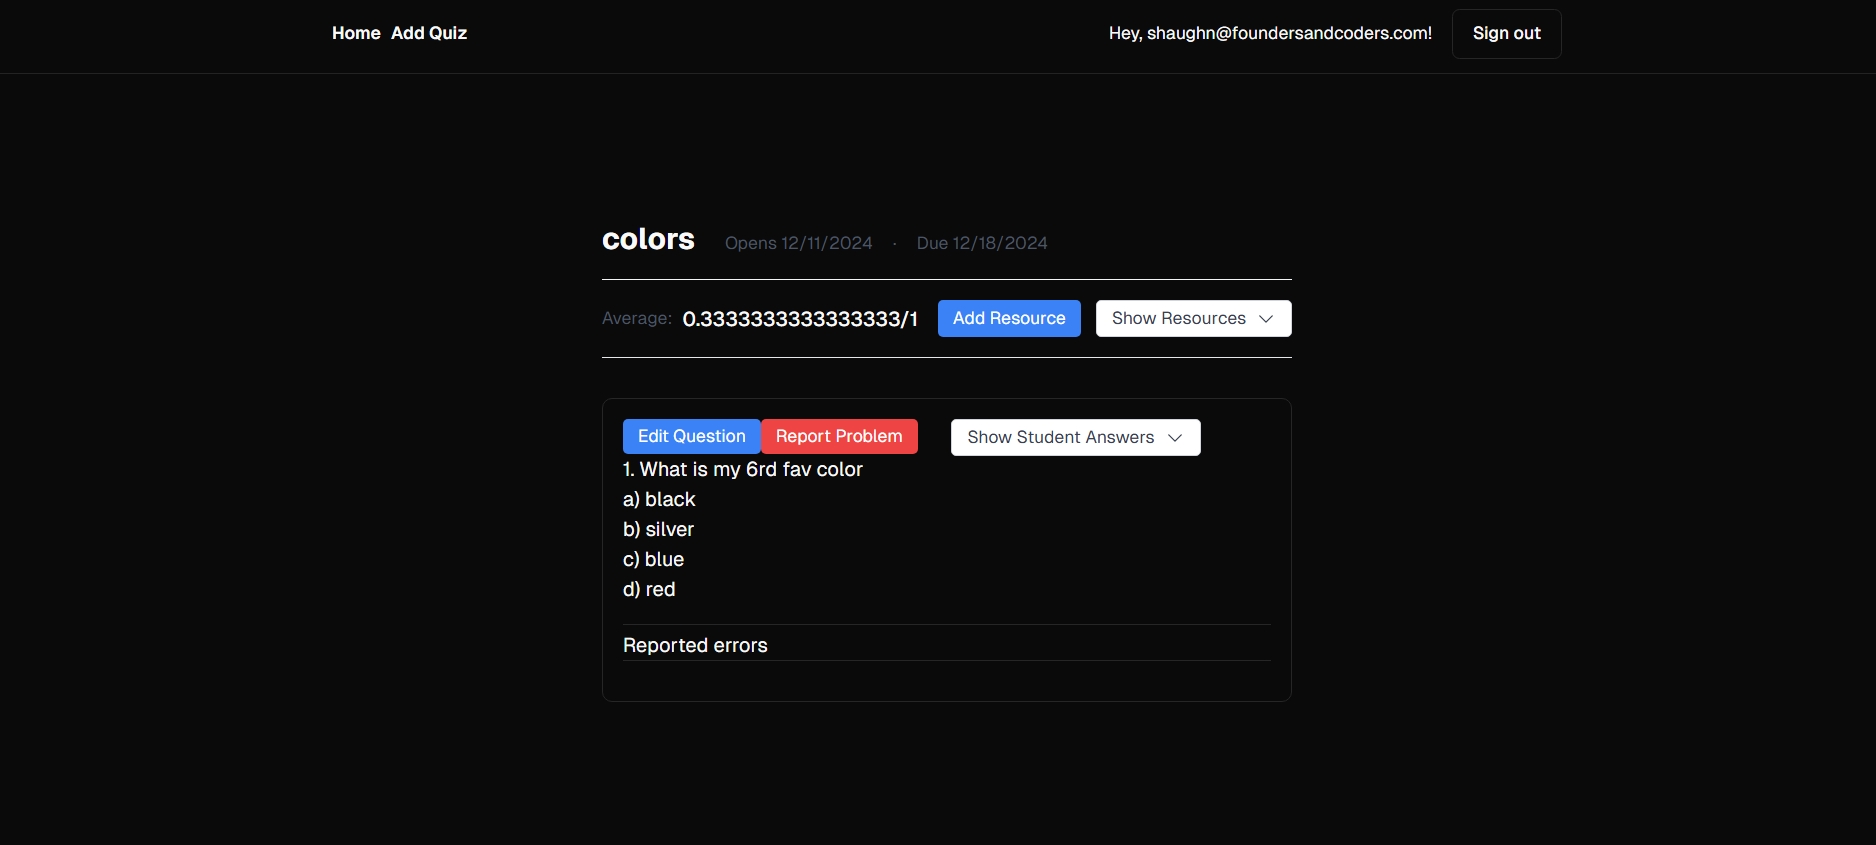 Home Add Quiz Hey, shaughn@foundersandcoders.com! Sign out
colors Opens 12/11/2024 · Due 12/18/2024
Average: 0.3333333333333333/1 Add Resource Show Resources
Edit Question Report Problem Show Student Answers
1. What is my 6rd fav color
a) black
b) silver
c) blue
d) red
Reported errors